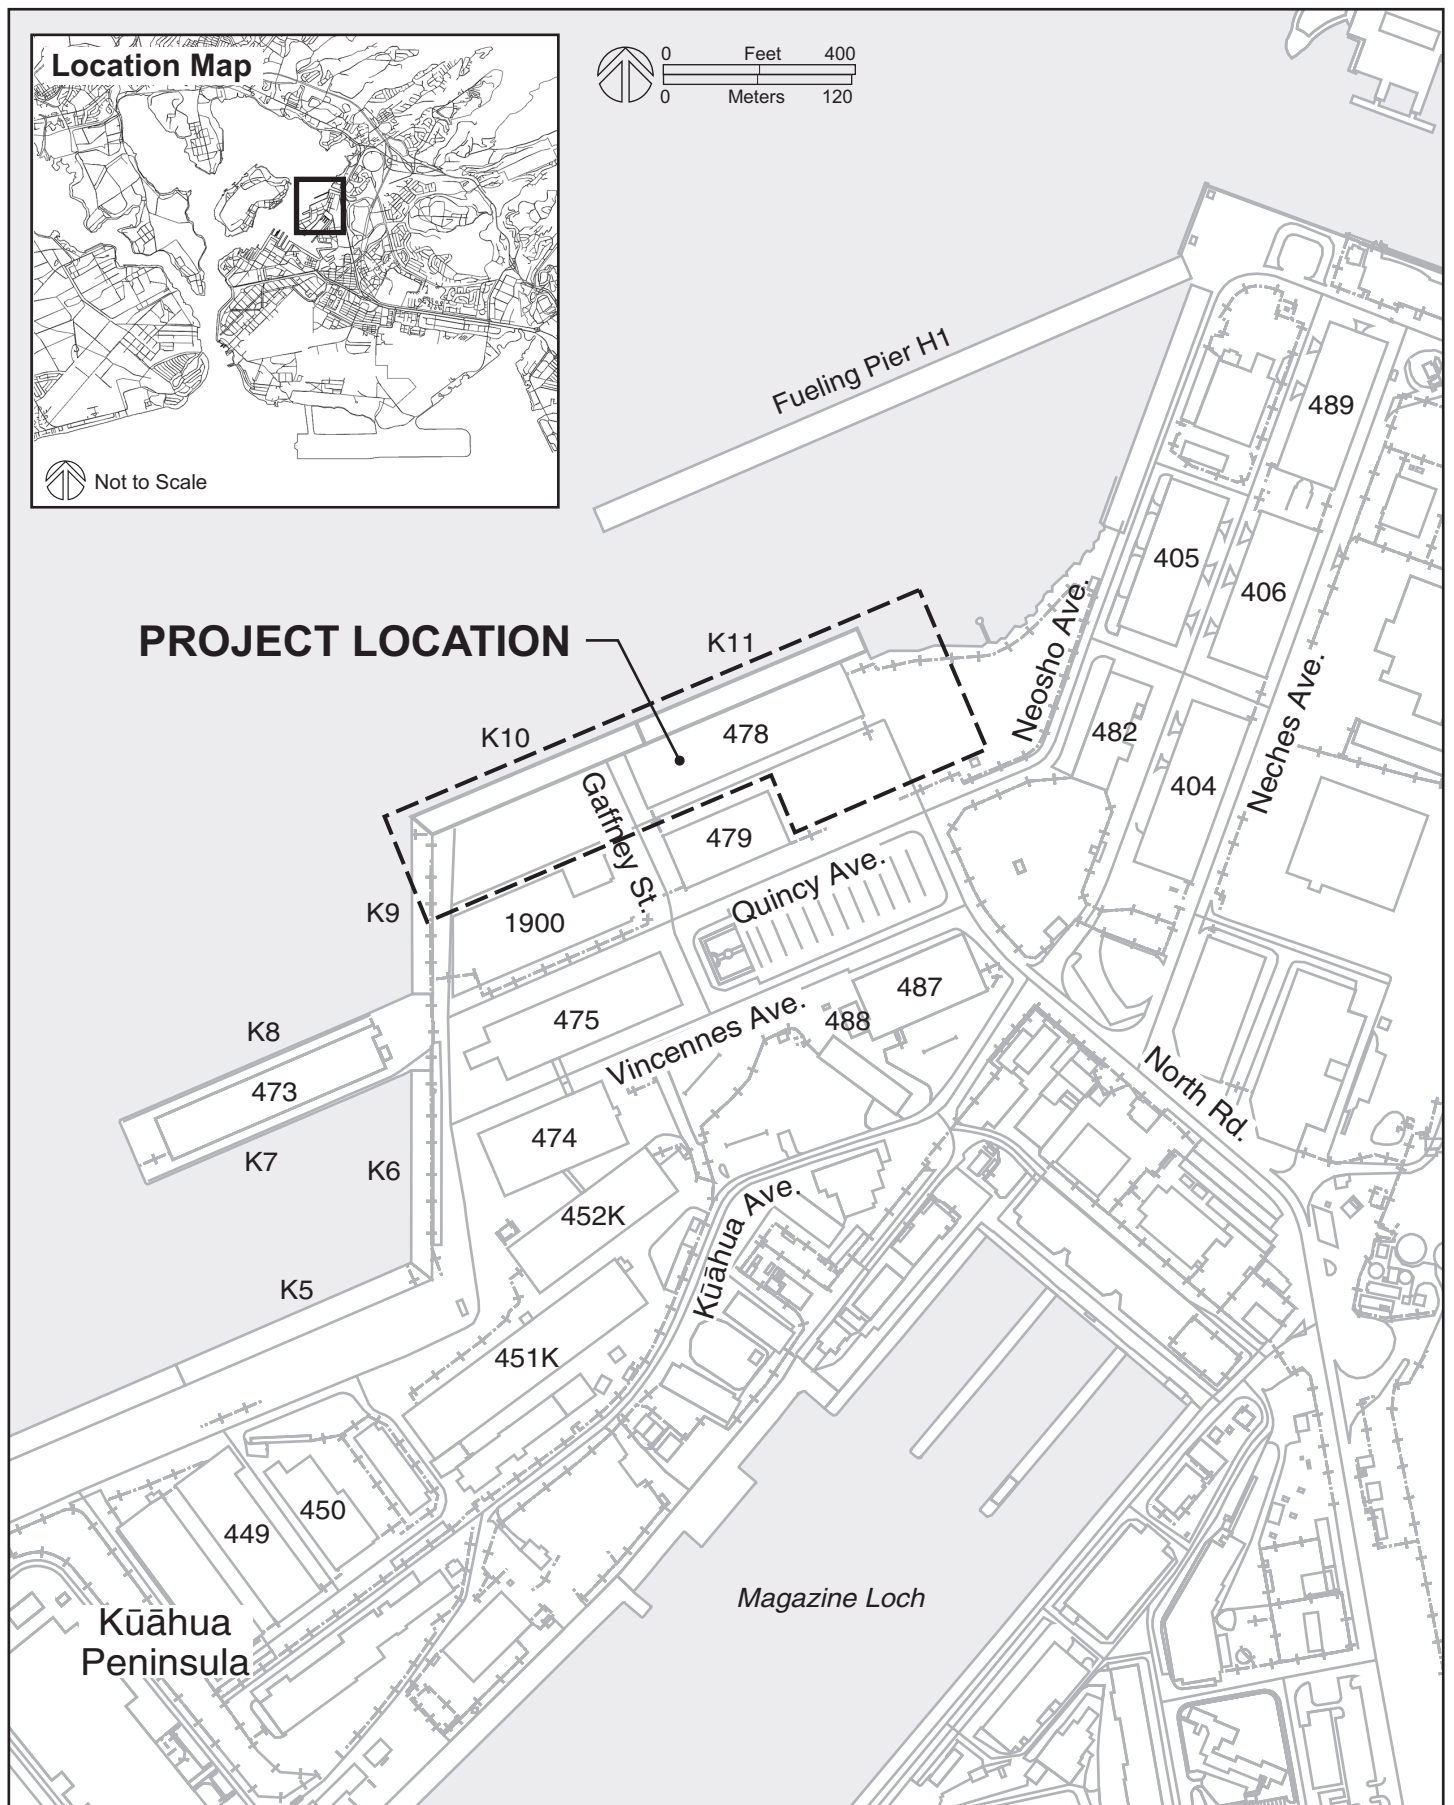 Location Map
0 Feet 400
0 Meters 120
Not to Scale
Fueling Pier H1
489
405
406
PROJECT LOCATION
K11
K10
478
Neosho Ave.
482
Neches Ave.
404
Gaffney St.
479
Quincy Ave.
K9
1900
487
475
488
Vincennes Ave.
K8
473
K7
K6
474
North Rd.
452K
Kūāhua Ave.
K5
451K
450
449
Magazine Loch
Kūāhua
Peninsula